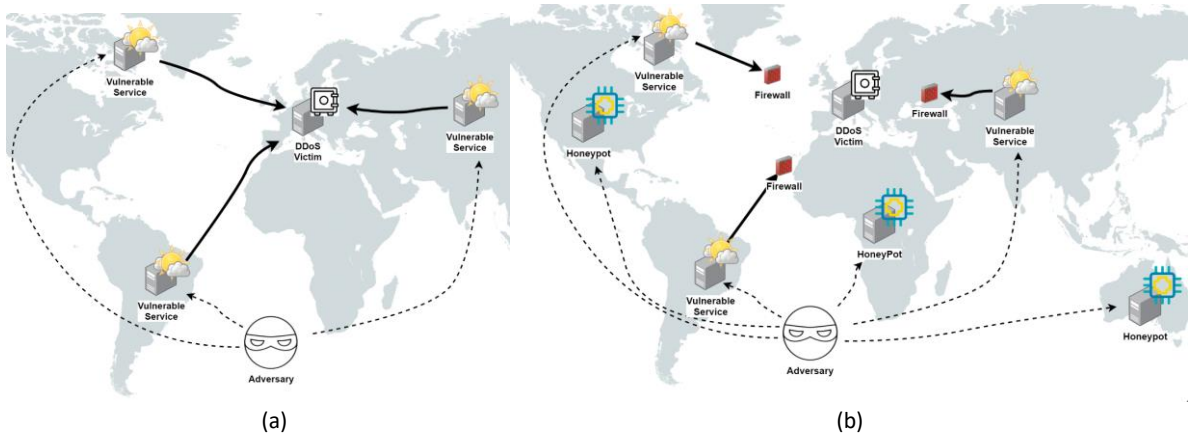 Vulnerable
Service
DDoS
Victim
Vulnerable
Service
Vulnerable
Service
Adversary
(a)
Vulnerable
Service
Firewall
Honeypot
DDoS
Victim
Firewall
Vulnerable
Service
Firewall
HoneyPot
Vulnerable
Service
Honeypot
Adversary
(b)